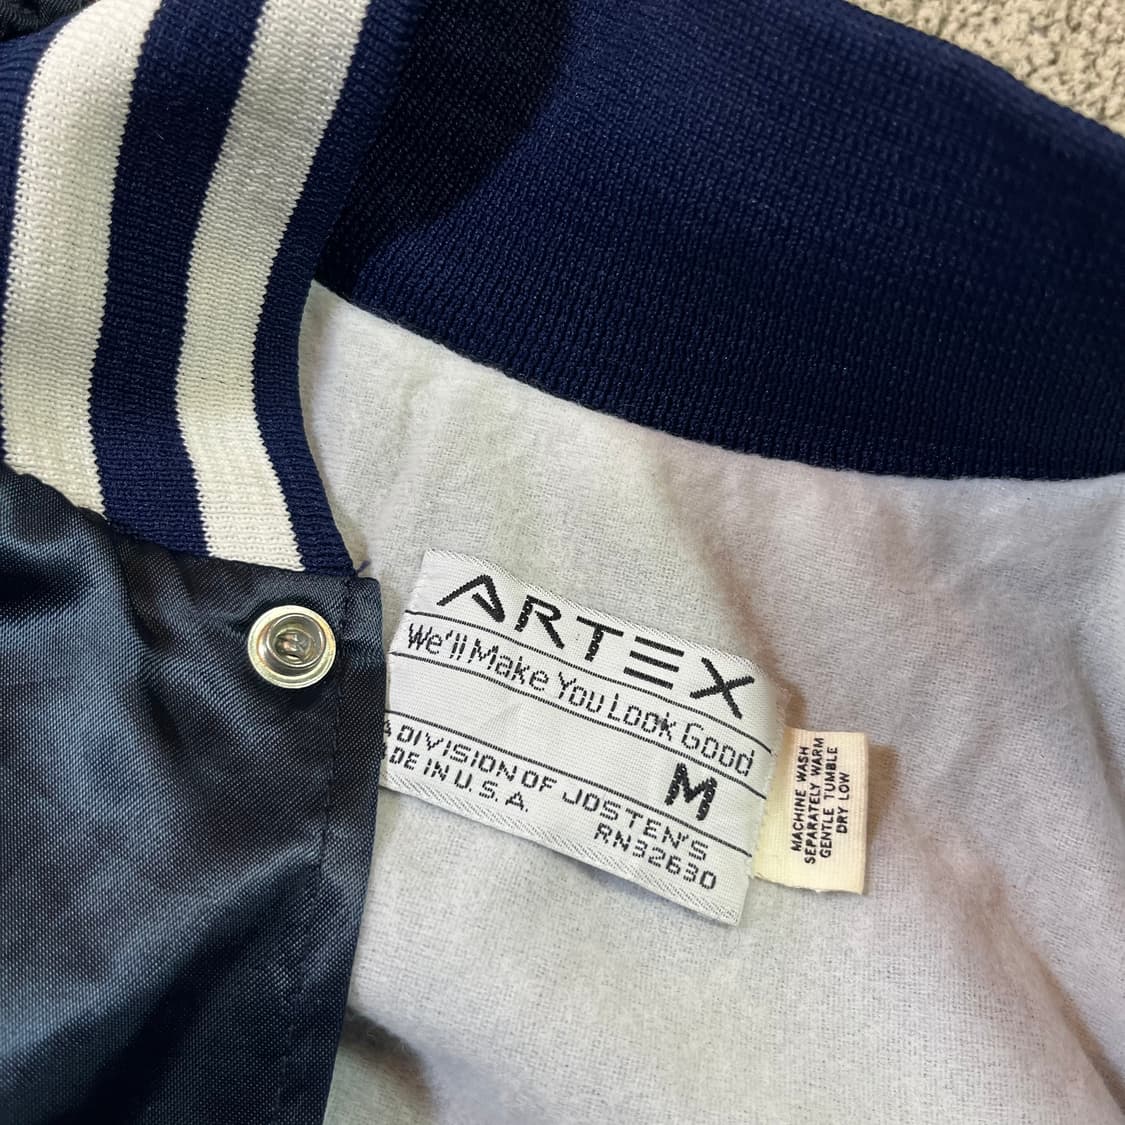 ARTEX
We'll Make You Look Good
M
A DIVISION OF JOSTEN'S
ADE IN U.S.A.
RN32630
MACHINE WASH
SEPARATELY WARM
GENTLE TUMBLE
DRY LOW